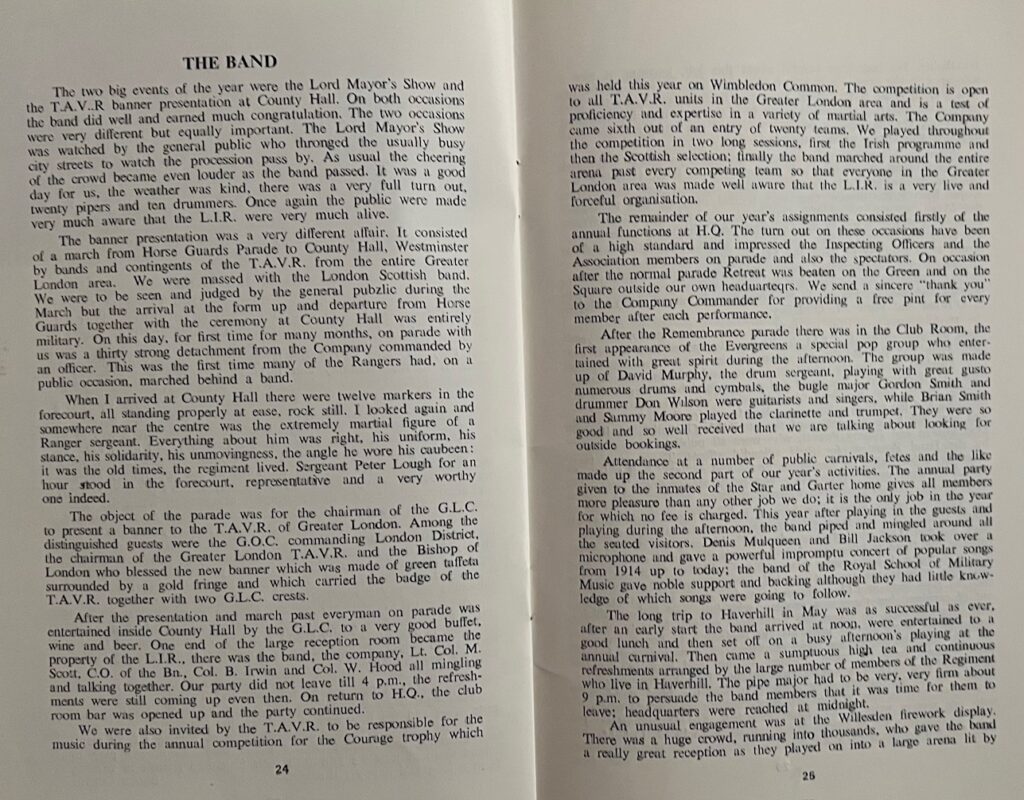 THE BAND
The two big events of the year were the Lord Mayor's Show and
the T.A.V..R banner presentation at County Hall. On both occasions
the band did well and earned much congratulation. The two occasions
were very different but equally important. The Lord Mayor's Show
was watched by the general public who thronged the usually busy
city streets to watch the procession pass by. As usual the cheering
of the crowd became even louder as the band passed. It was a good
day for us, the weather was kind, there was a very full turn out,
twenty pipers and ten drummers. Once again the public were made
very much aware that the L.I.R. were very much alive.
The banner presentation was a very different affair. It consisted
of a march from Horse Guards Parade to County Hall, Westminster
by bands and contingents of the T.A.V.R. from the entire Greater
London area. We were massed with the London Scottish band.
We were to be seen and judged by the general pubzlic during the
March but the arrival at the form up and departure from Horse
Guards together with the ceremony at County Hall was entirely
military. On this day, for first time for many months, on parade with
us was a thirty strong detachment from the Company commanded by
an officer. This was the first time many of the Rangers had, on a
public occasion, marched behind a band.
When I arrived at County Hall there were twelve markers in the
forecourt, all standing properly at ease, rock still. I looked again and
somewhere near the centre was the extremely martial figure of a
Ranger sergeant. Everything about him was right, his uniform, his
stance, his solidarity, his unmovingness, the angle he wore his caubeen:
it was the old times, the regiment lived. Sergeant Peter Lough for an
hour stood in the forecourt, representative and a very worthy
one indeed.
The object of the parade was for the chairman of the G.L.C.
to present a banner to the T.A.V.R. of Greater London. Among the
distinguished guests were the G.O.C. commanding London District,
the chairman of the Greater London T.A.V.R. and the Bishop of
London who blessed the new banner which was made of green taffeta
surrounded by a gold fringe and which carried the badge of the
T.A.V.R. together with two G.L.C. crests.
After the presentation and march past everyman on parade was
entertained inside County Hall by the G.L.C. to a very good buffet,
wine and beer. One end of the large reception room became the
property of the L.I.R., there was the band, the company, Lt. Col. M.
Scott, C.O. of the Bn., Col. B. Irwin and Col. W. Hood all mingling
and talking together. Our party did not leave till 4 p.m., the refresh-
ments were still coming up even then. On return to H.Q., the club
room bar was opened up and the party continued.
We were also invited by the T.A.V.R. to be responsible for the
music during the annual competition for the Courage trophy which
24
was held this year on Wimbledon Common. The competition is open
to all T.A.V.R. units in the Greater London area and is a test of
proficiency and expertise in a variety of martial arts. The Company
came sixth out of an entry of twenty teams. We played throughout
the competition in two long sessions, first the Irish programme and
then the Scottish selection; finally the band marched around the entire
arena past every competing team so that everyone in the Greater
London area was made well aware that the L.I.R. is a very live and
forceful organisation.
The remainder of our year's assignments consisted firstly of the
annual functions at H.Q. The turn out on these occasions have been
of a high standard and impressed the Inspecting Officers and the
Association members on parade and also the spectators. On occasion
after the normal parade Retreat was beaten on the Green and on the
Square outside our own headuarteqrs. We send a sincere "thank you"
to the Company Commander for providing a free pint for every
member after each performance.
After the Remembrance parade there was in the Club Room, the
first appearance of the Evergreens a special pop group who enter-
tained with great spirit during the afternoon. The group was made
up of David Murphy, the drum sergeant, playing with great gusto
numerous drums and cymbals, the bugle major Gordon Smith and
drummer Don Wilson were guitarists and singers, while Brian Smith
and Sammy Moore played the clarinette and trumpet. They were so
good and so well received that we are talking about looking for
outside bookings.
Attendance at a number of public carnivals, fetes and the like
made up the second part of our year's activities. The annual party
given to the inmates of the Star and Garter home gives all members
more pleasure than any other job we do; it is the only job in the year
for which no fee is charged. This year after playing in the guests and
playing during the afternoon, the band piped and mingled around all
the seated visitors. Denis Mulqueen and Bill Jackson took over a
microphone and gave a powerful impromptu concert of popular songs
from 1914 up to today; the band of the Royal School of Military
Music gave noble support and backing although they had little know-
ledge of which songs were going to follow.
The long trip to Haverhill in May was as successful as ever,
after an early start the band arrived at noon, were entertained to a
good lunch and then set off on a busy afternoon's playing at the
annual carnival. Then came a sumptuous high tea and continuous
refreshments arranged by the large number of members of the Regiment
who live in Haverhill. The pipe major had to be very, very firm about
9 p.m. to persuade the band members that it was time for them to
leave; headquarters were reached at midnight.
An unusual engagement was at the Willesden firework display.
There was a huge crowd, running into thousands, who gave the band
a really great reception as they played on into a large arena lit by
25